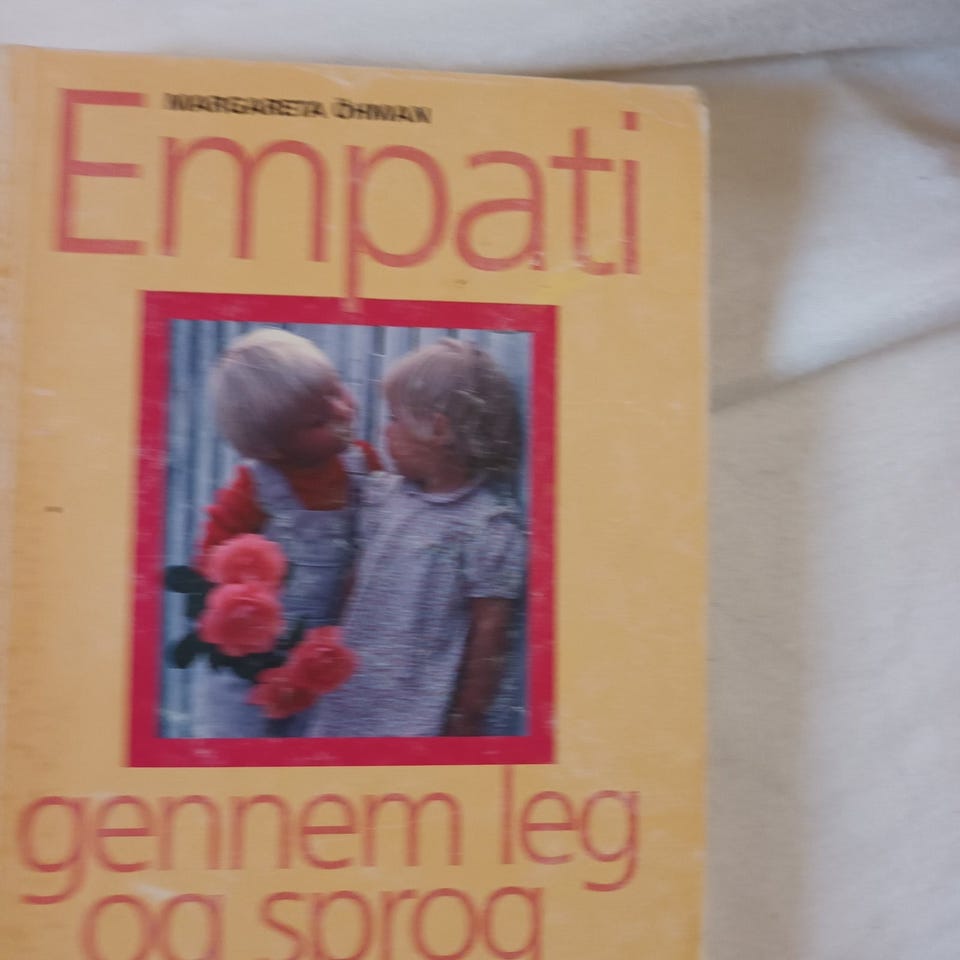 MARGARETA ÖHMAN
Empati
gennem leg
og sprog